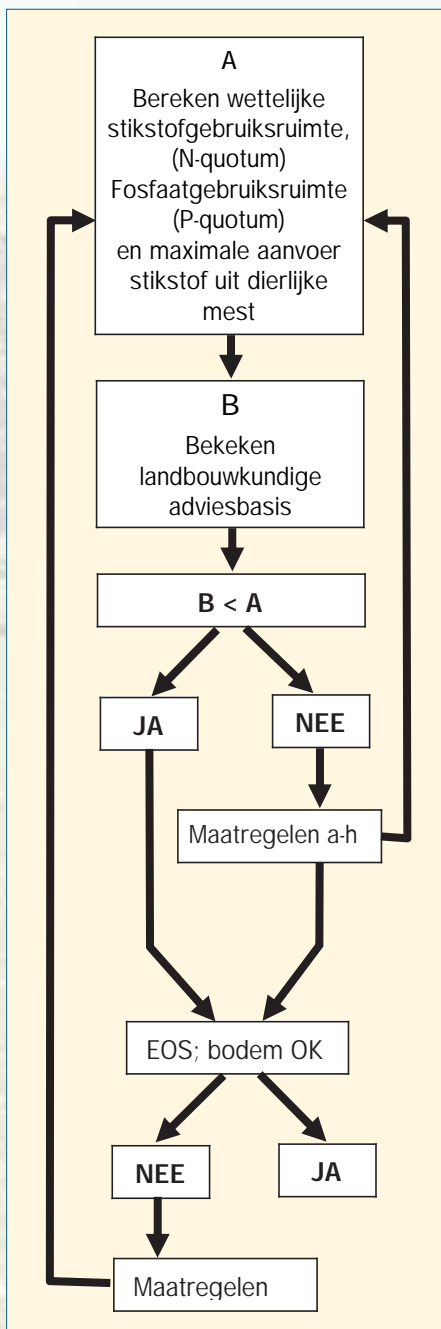 A
Bereken wettelijke
stikstofgebruiksruimte,
(N-quotum)
Fosfaatgebruiksruimte
(P-quotum)
en maximale aanvoer
stikstof uit dierlijke
mest
B
Bekeken
landbouwkundige
adviesbasis
B < A
JA
NEE
Maatregelen a-h
EOS; bodem OK
NEE
JA
Maatregelen